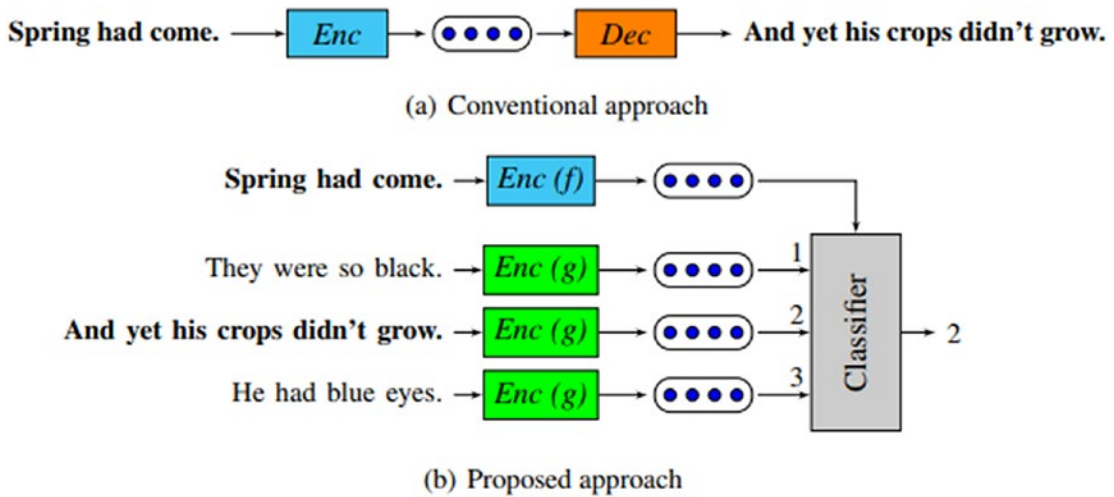 Spring had come. Enc Dec And yet his crops didn't grow.
(a) Conventional approach
Spring had come. Enc (f)
They were so black. Enc (g) 1
And yet his crops didn't grow. Enc (g) 2 Classifier 2
He had blue eyes. Enc (g) 3
(b) Proposed approach